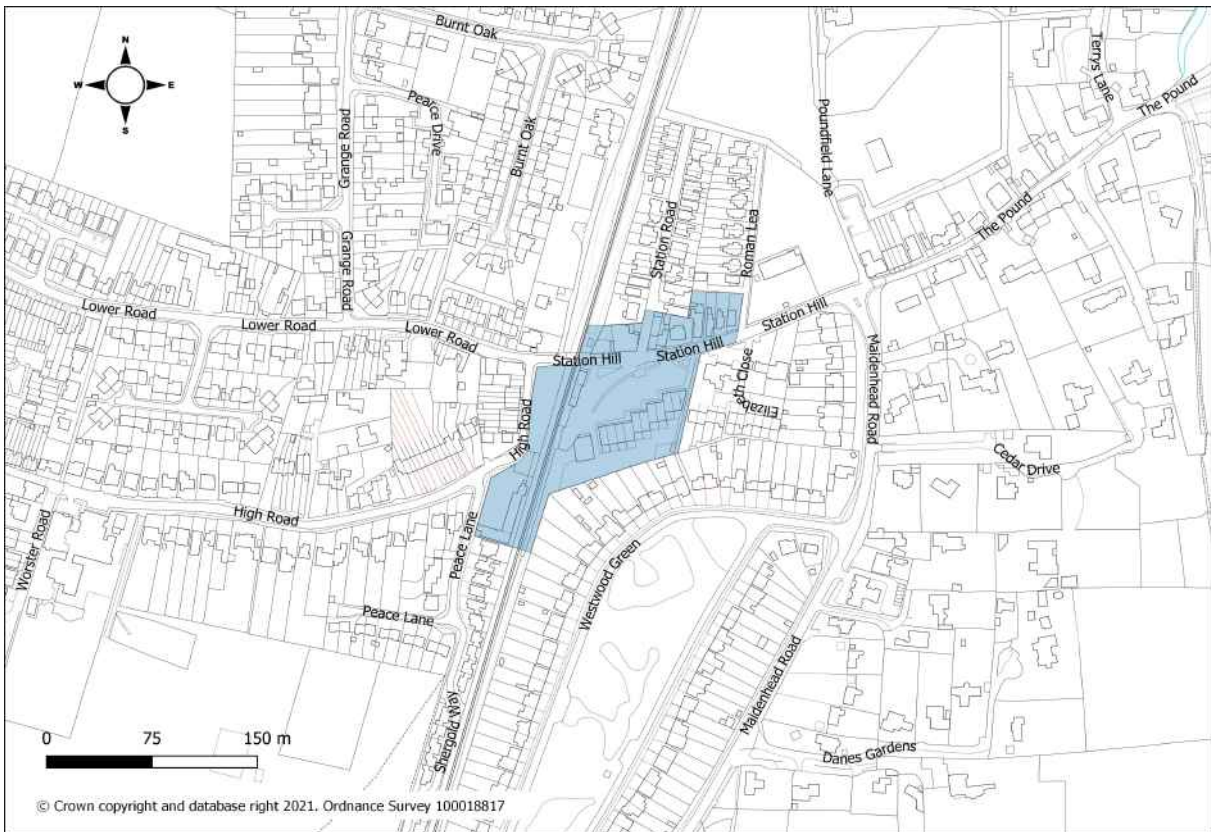 Burnt Oak
Terrys Lane
The Pound
N
W
E
S
Pearce Drive
Grange Road
Burnt Oak
Poundfield Lane
The Pound
Station Road
Roman Lea
Grange Road
Lower Road
Lower Road
Lower Road
Station Hill
Station Hill
Station Hill
Maidenhead Road
Elizabeth Close
High Road
Cedar Drive
High Road
Worster Road
Peace Lane
Westwood Green
Peace Lane
Maidenhead Road
Shergold Way
Danes Gardens
0 75 150 m
© Crown copyright and database right 2021. Ordnance Survey 100018817